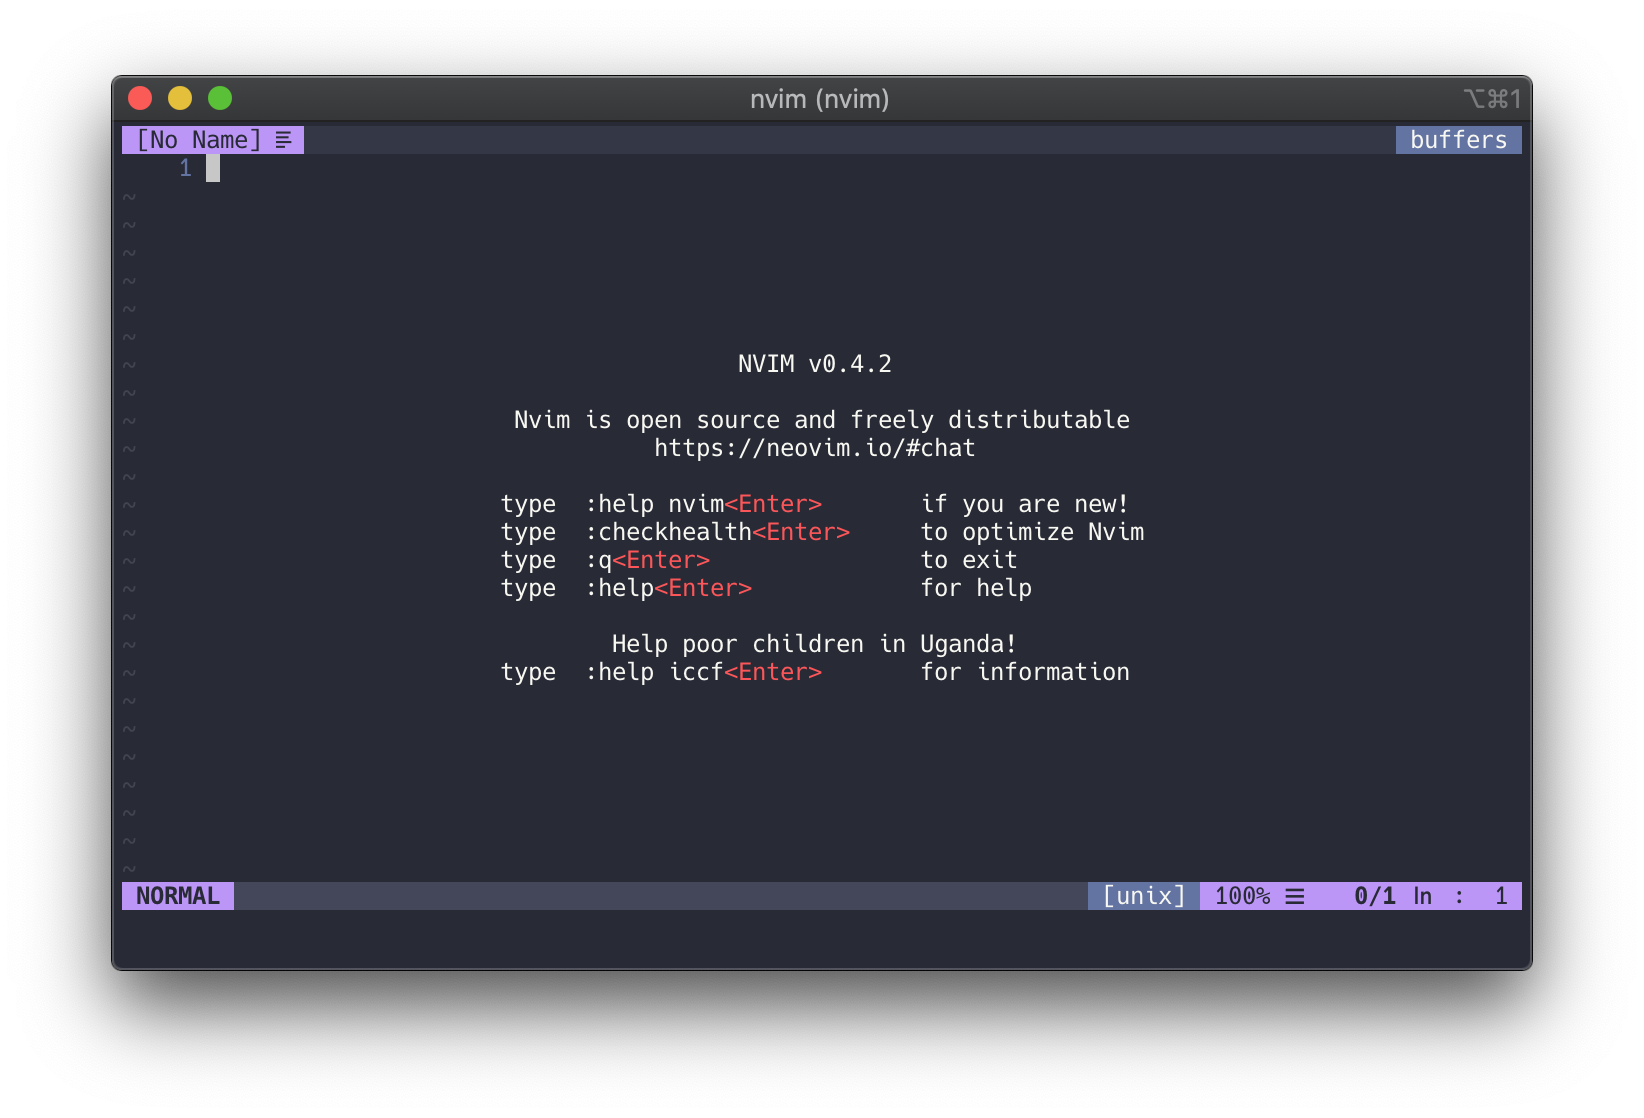 nvim (nvim) ⌥⌘1
[No Name] buffers
1
~
~
~
~
~
~
~ NVIM v0.4.2
~
~ Nvim is open source and freely distributable
~ https://neovim.io/#chat
~
~ type :help nvim<Enter> if you are new!
~ type :checkhealth<Enter> to optimize Nvim
~ type :q<Enter> to exit
~ type :help<Enter> for help
~
~ Help poor children in Uganda!
~ type :help iccf<Enter> for information
~
~
~
~
~
~
~
NORMAL [unix] 100% ☰ 0/1 ln : 1